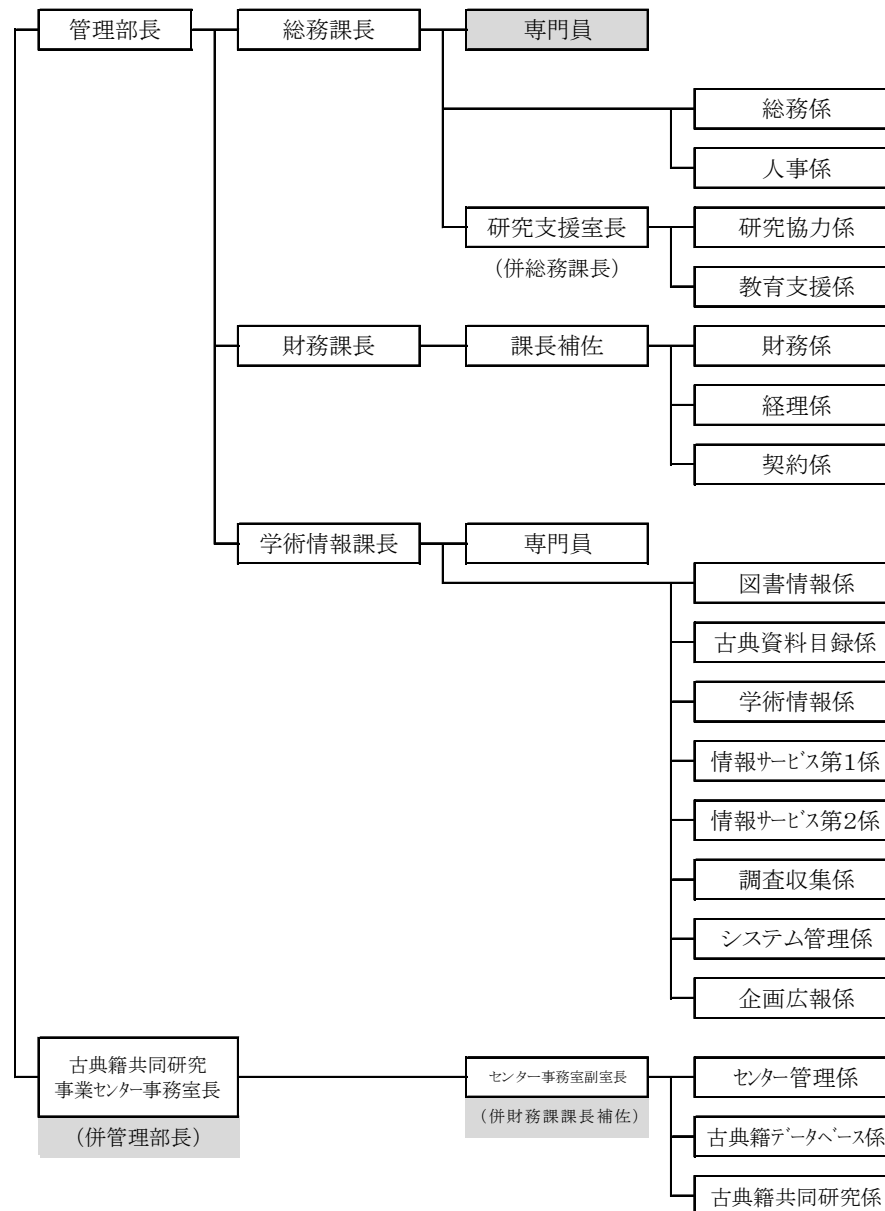 管理部長
総務課長
専門員
総務係
人事係
研究支援室長
（併総務課長）
研究協力係
教育支援係
財務課長
課長補佐
財務係
経理係
契約係
学術情報課長
専門員
図書情報係
古典資料目録係
学術情報係
情報ｻｰﾋﾞｽ第1係
情報ｻｰﾋﾞｽ第2係
調査収集係
システム管理係
企画広報係
古典籍共同研究
事業ｾﾝﾀｰ事務室長
（併管理部長）
センター事務室副室長
（併財務課課長補佐）
ｾﾝﾀｰ管理係
古典籍ﾃﾞｰﾀﾍﾞｰｽ係
古典籍共同研究係